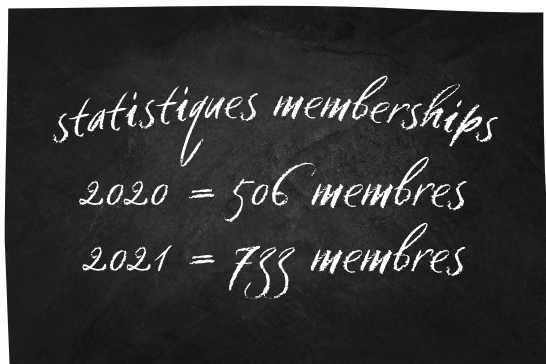 statistiques memberships
2020 = 506 membres
2021 = 733 membres